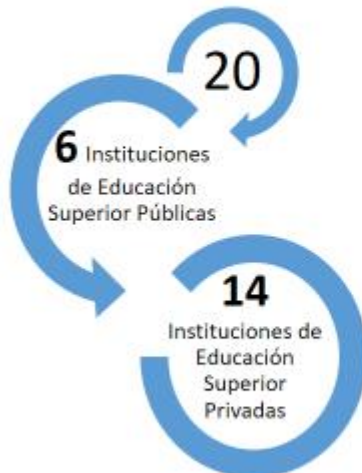 20
6 Instituciones
de Educación
Superior Públicas
14
Instituciones de
Educación
Superior
Privadas